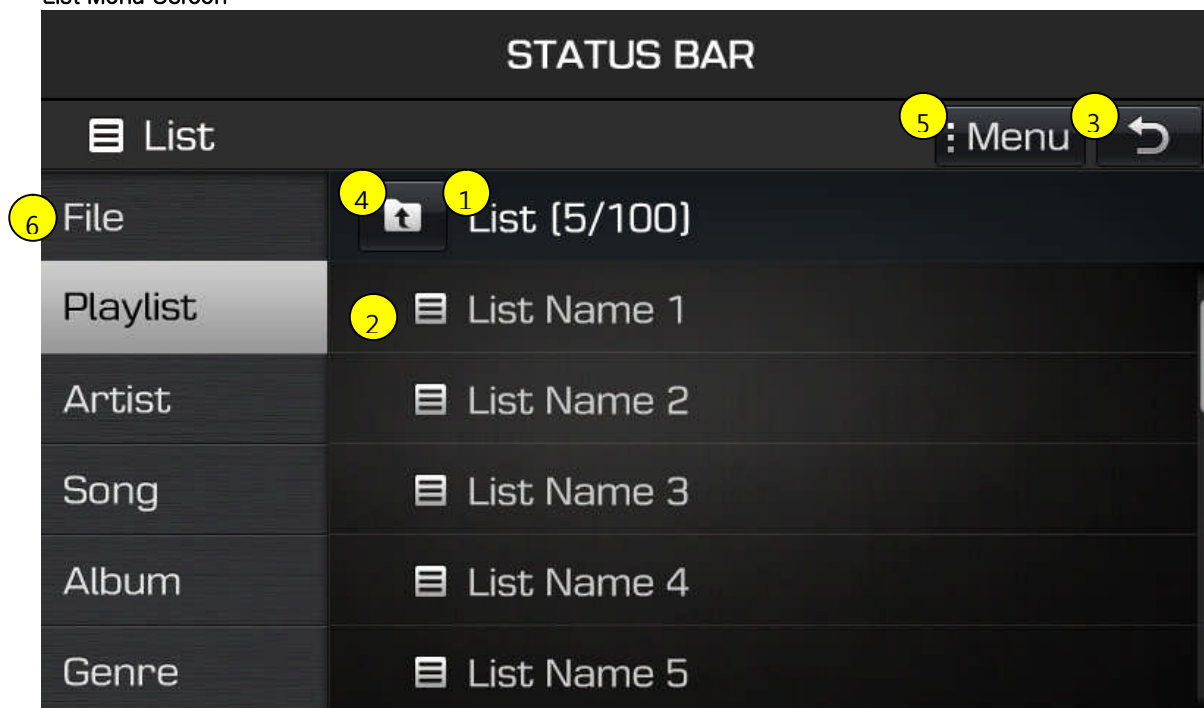 List Menu Screen
STATUS BAR
List
5
Menu
3
6
File
4
1
List (5/100)
Playlist
2
List Name 1
Artist
List Name 2
Song
List Name 3
Album
List Name 4
Genre
List Name 5